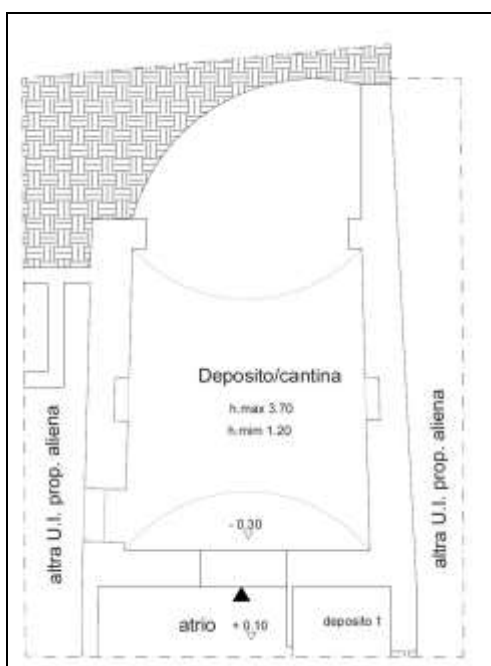 Deposito/cantina
h.max 3.70
h.mim 1.20
altra U.I. prop. aliena
altra U.I. prop. aliena
- 0.30
atrio
+ 0.10
deposito 1